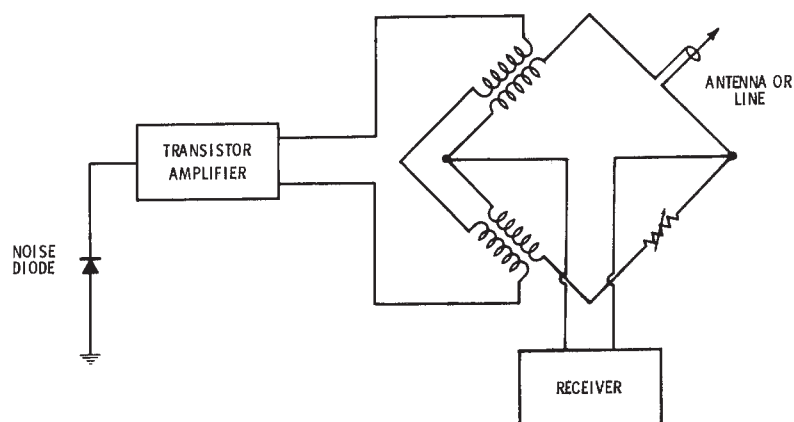 TRANSISTOR
AMPLIFIER
NOISE
DIODE
ANTENNA OR
LINE
RECEIVER